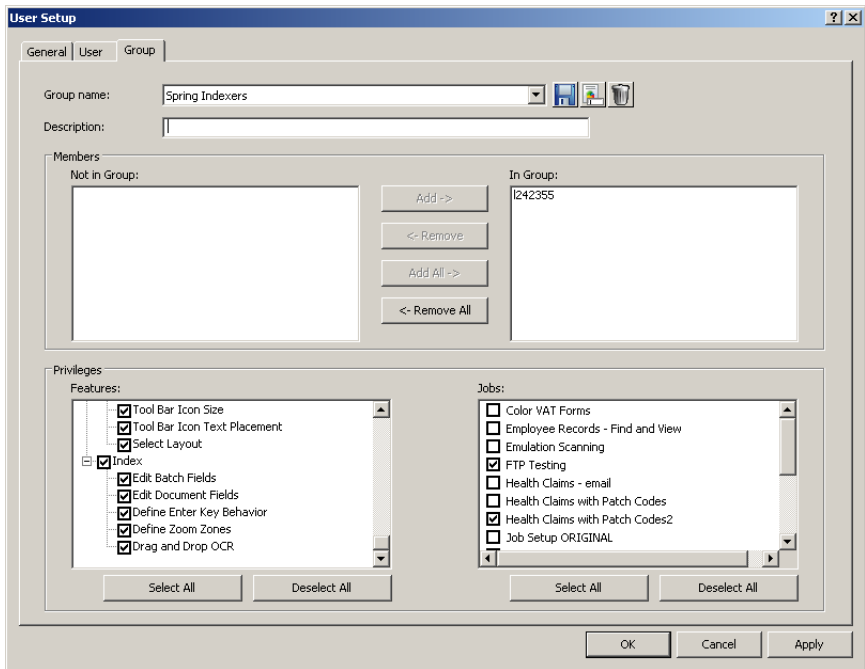 User Setup
General User Group
Group name: Spring Indexers
Description:
Members
Not in Group: In Group:
Add -> l242355
<- Remove
Add All ->
<- Remove All
Privileges
Features: Jobs:
Tool Bar Icon Size
Tool Bar Icon Text Placement
Select Layout
Index
Edit Batch Fields
Edit Document Fields
Define Enter Key Behavior
Define Zoom Zones
Drag and Drop OCR
Color VAT Forms
Employee Records - Find and View
Emulation Scanning
FTP Testing
Health Claims - email
Health Claims with Patch Codes
Health Claims with Patch Codes2
Job Setup ORIGINAL
Select All Deselect All Select All Deselect All
OK Cancel Apply